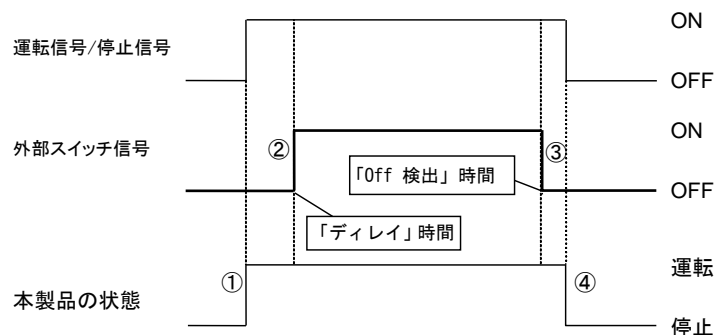 ON
運転信号/停止信号
OFF
ON
外部スイッチ信号
②
③
「Off 検出」時間
OFF
「ディレイ」時間
①
④
運転
本製品の状態
停止